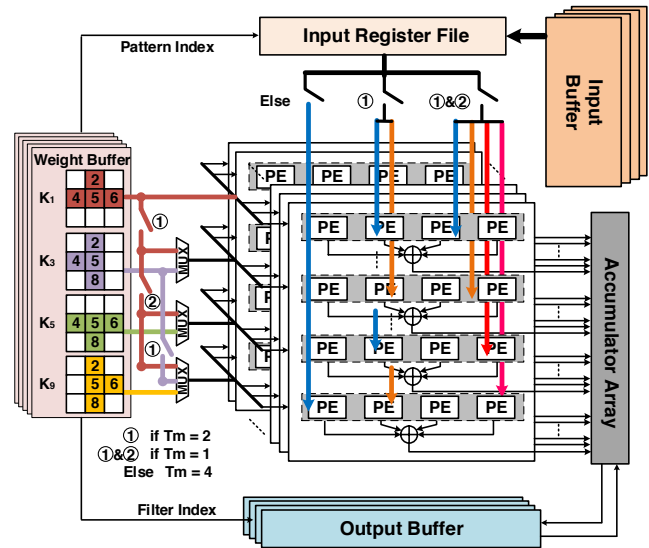 Pattern Index
Input Register File
Input Buffer
Else
①
①&②
Weight Buffer
K1
2
4 5 6
K3
2
4 5
8
K5
4 5 6
8
K9
2
5 6
8
①
②
①
MUX
MUX
MUX
PE PE PE PE
PE PE PE PE
PE PE PE PE
PE PE PE PE
PE PE PE PE
Accumulator Array
① if Tm = 2
①&② if Tm = 1
Else Tm = 4
Filter Index
Output Buffer